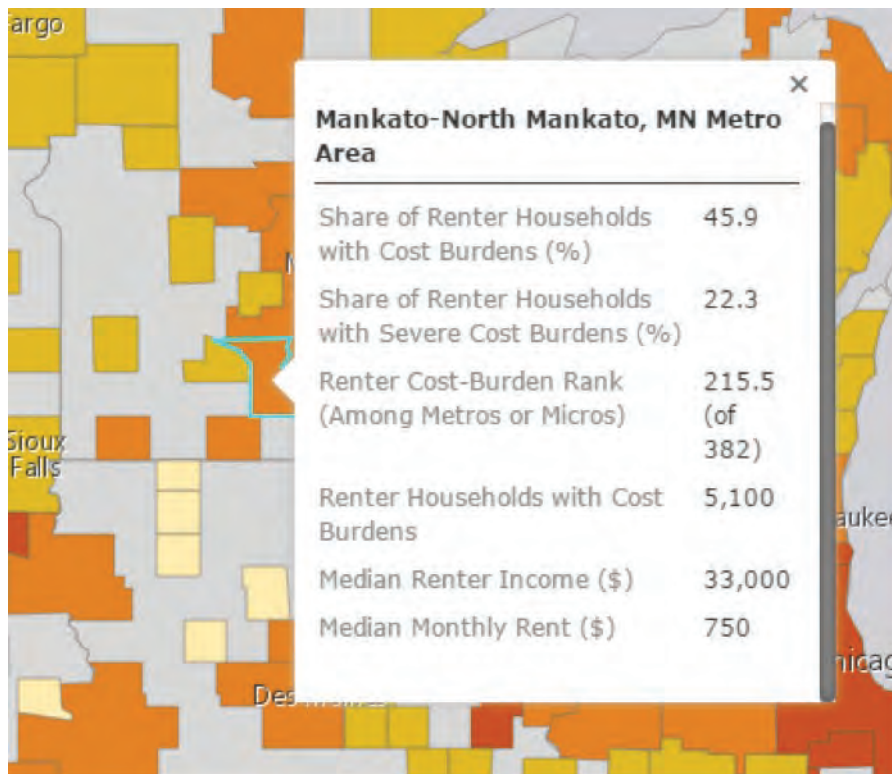 argo
×
Mankato-North Mankato, MN Metro
Area
Share of Renter Households 45.9
with Cost Burdens (%)
Share of Renter Households 22.3
with Severe Cost Burdens (%)
Renter Cost-Burden Rank 215.5
(Among Metros or Micros) (of
382)
Renter Households with Cost 5,100
Burdens
Median Renter Income ($) 33,000
Median Monthly Rent ($) 750
Sioux
Falls
auke
hicag
Des Moines